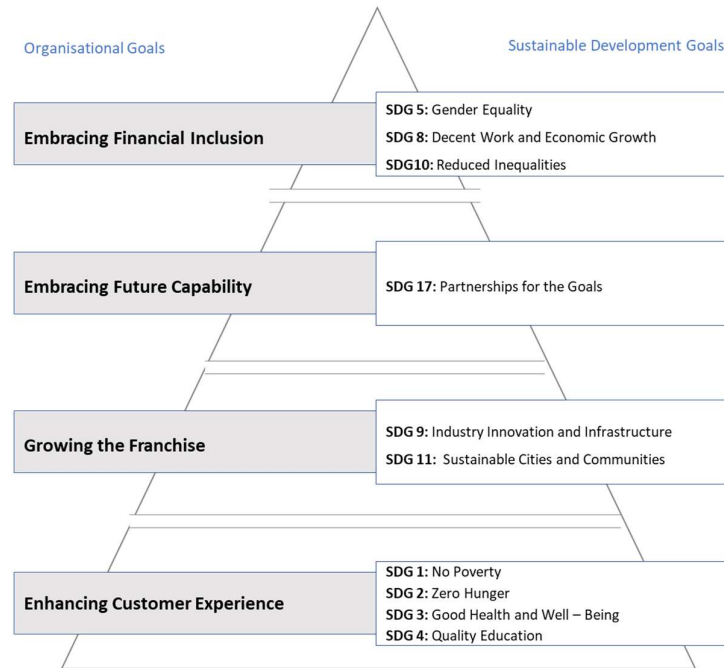 Organisational Goals
Sustainable Development Goals
Embracing Financial Inclusion
SDG 5: Gender Equality
SDG 8: Decent Work and Economic Growth
SDG10: Reduced Inequalities
Embracing Future Capability
SDG 17: Partnerships for the Goals
Growing the Franchise
SDG 9: Industry Innovation and Infrastructure
SDG 11: Sustainable Cities and Communities
Enhancing Customer Experience
SDG 1: No Poverty
SDG 2: Zero Hunger
SDG 3: Good Health and Well – Being
SDG 4: Quality Education